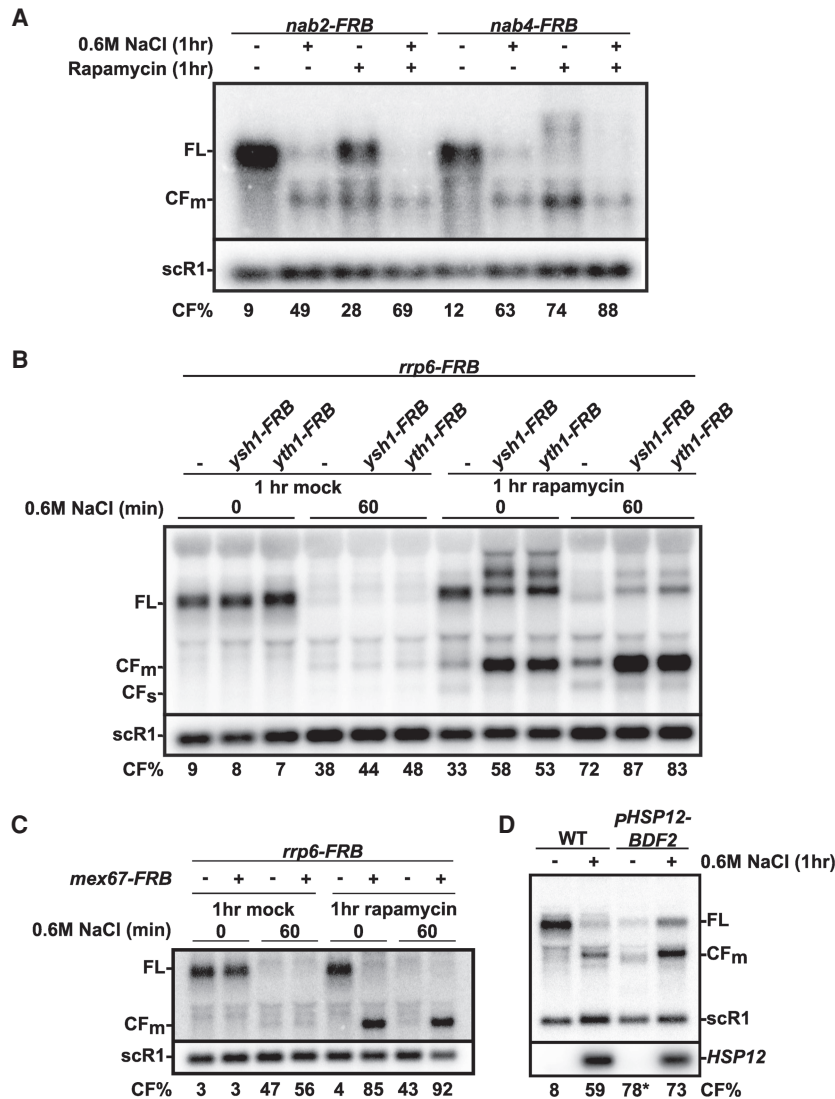 A
nab2-FRB nab4-FRB
0.6M NaCl (1hr) - + - + - + - +
Rapamycin (1hr) - - + + - - + +
FL-
CFm-
scR1-
CF% 9 49 28 69 12 63 74 88
B
rrp6-FRB
- ysh1-FRB yth1-FRB - ysh1-FRB yth1-FRB - ysh1-FRB yth1-FRB - ysh1-FRB yth1-FRB
1 hr mock 1 hr rapamycin
0.6M NaCl (min) 0 60 0 60
FL-
CFm-
CFs-
scR1-
CF% 9 8 7 38 44 48 33 58 53 72 87 83
C
rrp6-FRB
mex67-FRB - + - + - + - +
1hr mock 1hr rapamycin
0.6M NaCl (min) 0 60 0 60
FL-
CFm-
scR1-
CF% 3 3 47 56 4 85 43 92
D
WT pHSP12-
BDF2
- + - + 0.6M NaCl (1hr)
-FL
-CFm
-scR1
-HSP12
8 59 78* 73 CF%